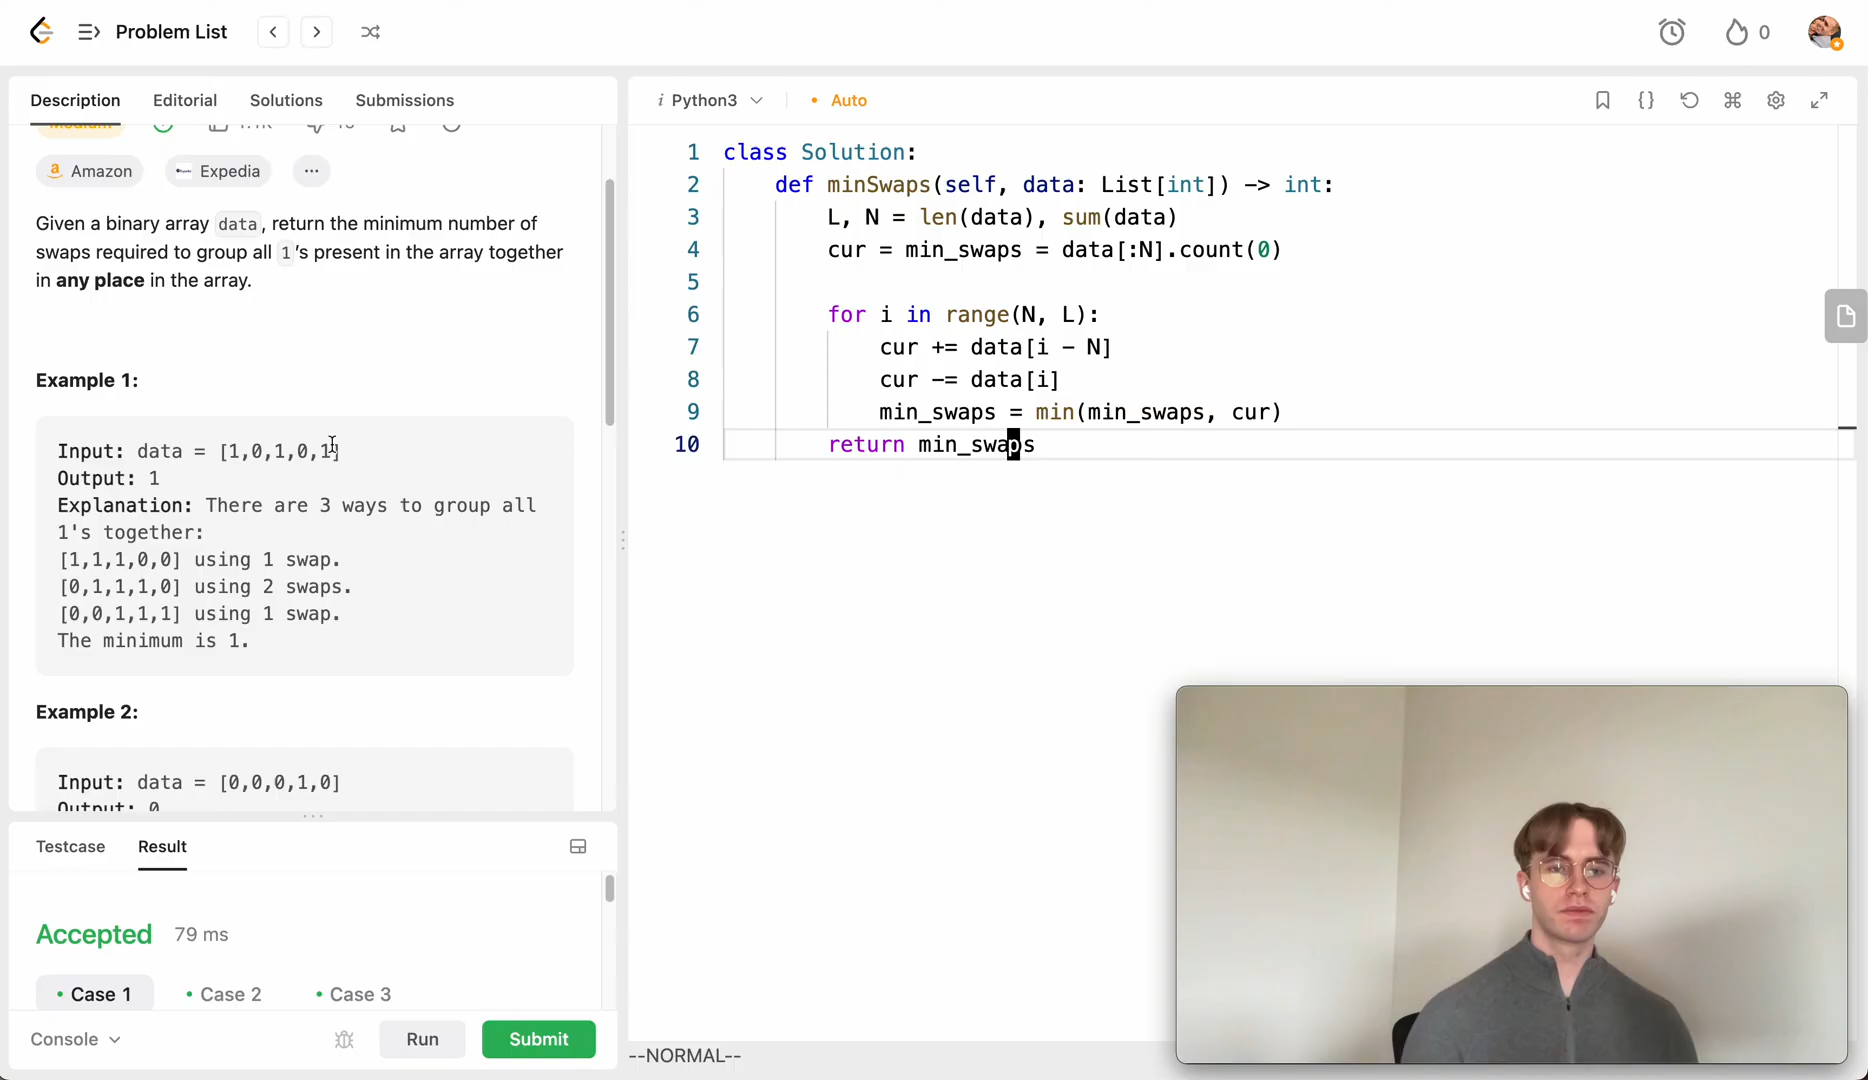 Problem List
0
Description
Editorial
Solutions
Submissions
Amazon
Expedia
...
Given a binary array data, return the minimum number of
swaps required to group all 1's present in the array together
in any place in the array.
Example 1:
Input: data = [1,0,1,0,1]
Output: 1
Explanation: There are 3 ways to group all
1's together:
[1,1,1,0,0] using 1 swap.
[0,1,1,1,0] using 2 swaps.
[0,0,1,1,1] using 1 swap.
The minimum is 1.
Example 2:
Input: data = [0,0,0,1,0]
Output: 0
Testcase
Result
Accepted 79 ms
• Case 1
• Case 2
• Case 3
Console
Run
Submit
i Python3
• Auto
1 class Solution:
2 def minSwaps(self, data: List[int]) -> int:
3 L, N = len(data), sum(data)
4 cur = min_swaps = data[:N].count(0)
5
6 for i in range(N, L):
7 cur += data[i - N]
8 cur -= data[i]
9 min_swaps = min(min_swaps, cur)
10 return min_swaps
--NORMAL--